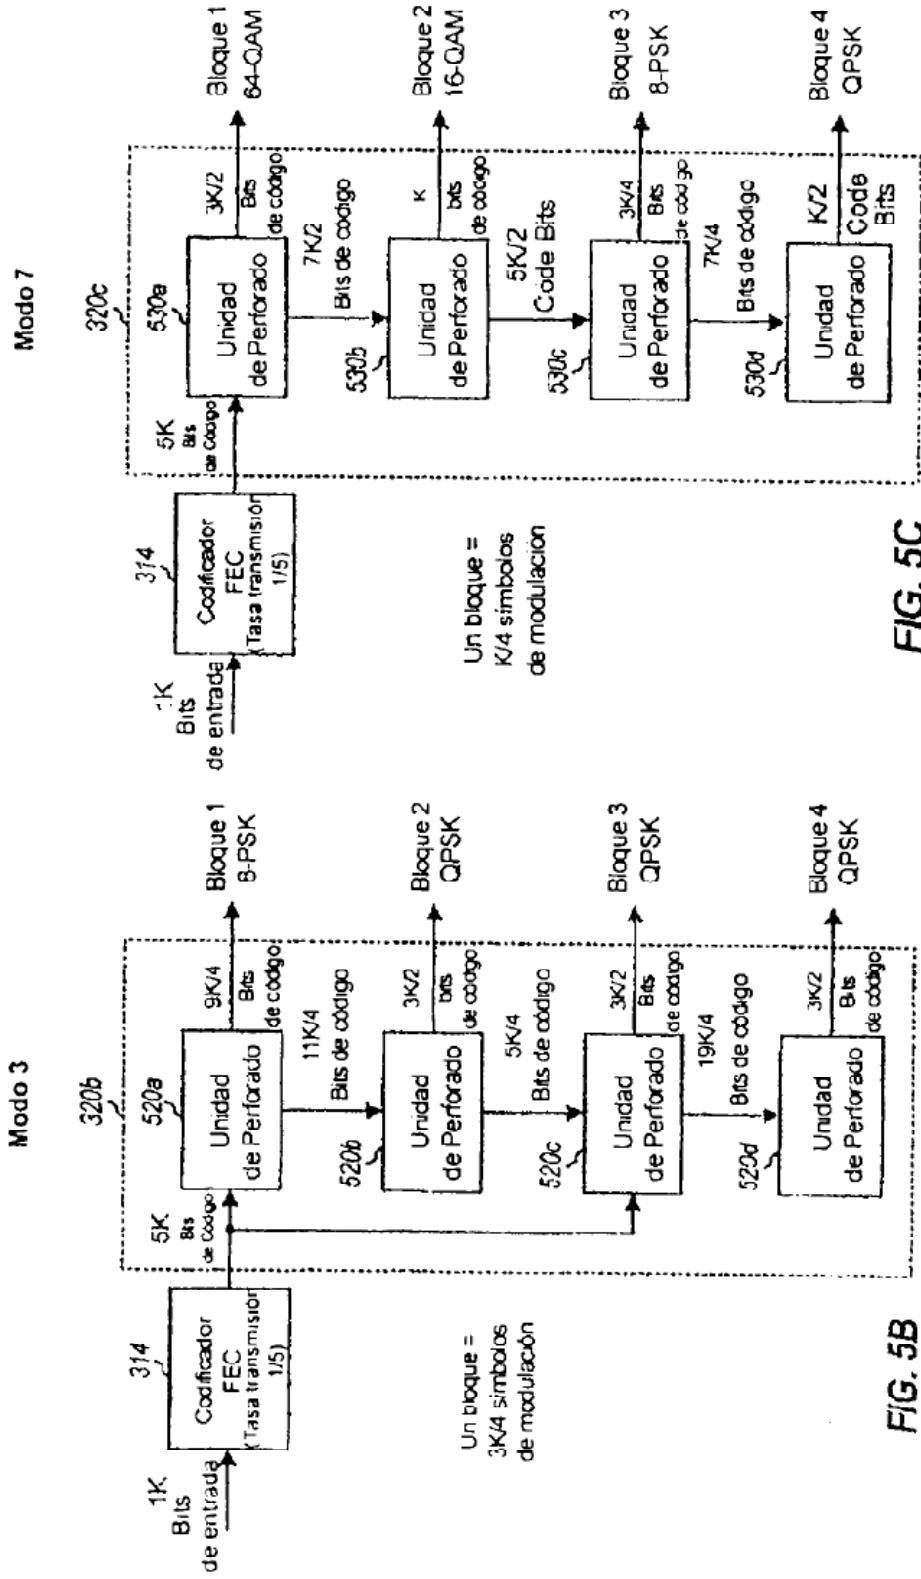 Modo 3
320b
520a
314
1K
Bits
de entrada
Codificador
FEC
(Tasa transmisión
1/5)
5K
Bits
de Código
Unidad
de Perforado
9K/4
Bits
de código
Bloque 1
8-PSK
11K/4
Bits de código
520b
Unidad
de Perforado
3K/2
bits
de código
Bloque 2
QPSK
5K/4
Bits de código
520c
Unidad
de Perforado
3K/2
Bits
de código
Bloque 3
QPSK
19K/4
Bits de código
520d
Unidad
de Perforado
3K/2
Bits
de código
Bloque 4
QPSK
Un bloque =
3K/4 símbolos
de modulación
FIG. 5B
Modo 7
320c
530a
314
1K
Bits
de entrada
Codificador
FEC
(Tasa transmisión
1/5)
5K
Bits
de Código
Unidad
de Perforado
3K/2
Bits
de código
Bloque 1
64-QAM
7K/2
Bits de código
530b
Unidad
de Perforado
K
bits
de código
Bloque 2
16-QAM
5K/2
Code Bits
530c
Unidad
de Perforado
3K/4
Bits
de código
Bloque 3
8-PSK
7K/4
Bits de código
530d
Unidad
de Perforado
K/2
Code
Bits
Bloque 4
QPSK
Un bloque =
K/4 símbolos
de modulación
FIG. 5C